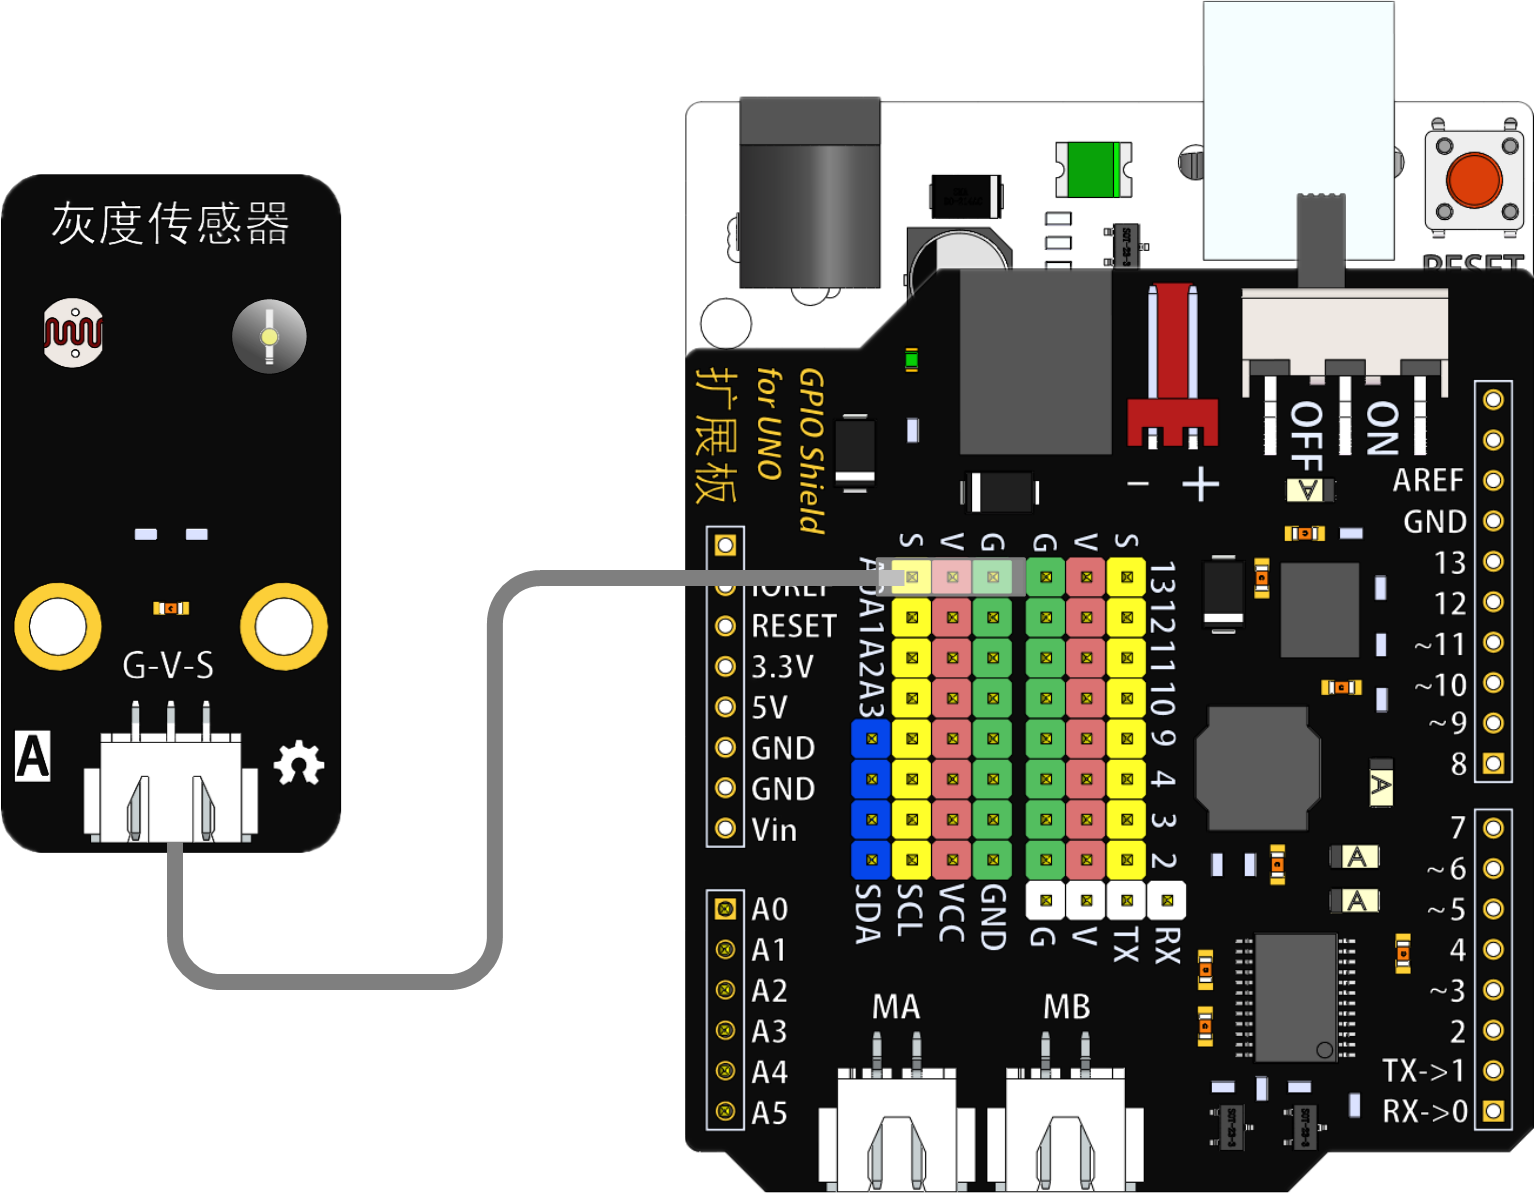 灰度传感器
G-V-S
A
RESET
扩展板
for UNO
GPIO Shield
OFF
ON
- +
A
S V G G V S
A0
A1
A2
A3
13
12
11
10
9
4
3
2
SDA SCL VCC GND
G V TX RX
IOREF
RESET
3.3V
5V
GND
GND
Vin
A0
A1
A2
A3
A4
A5
MA MB
AREF
GND
13
12
~11
~10
~9
8
A
A
A
7
~6
~5
4
~3
2
TX->1
RX->0